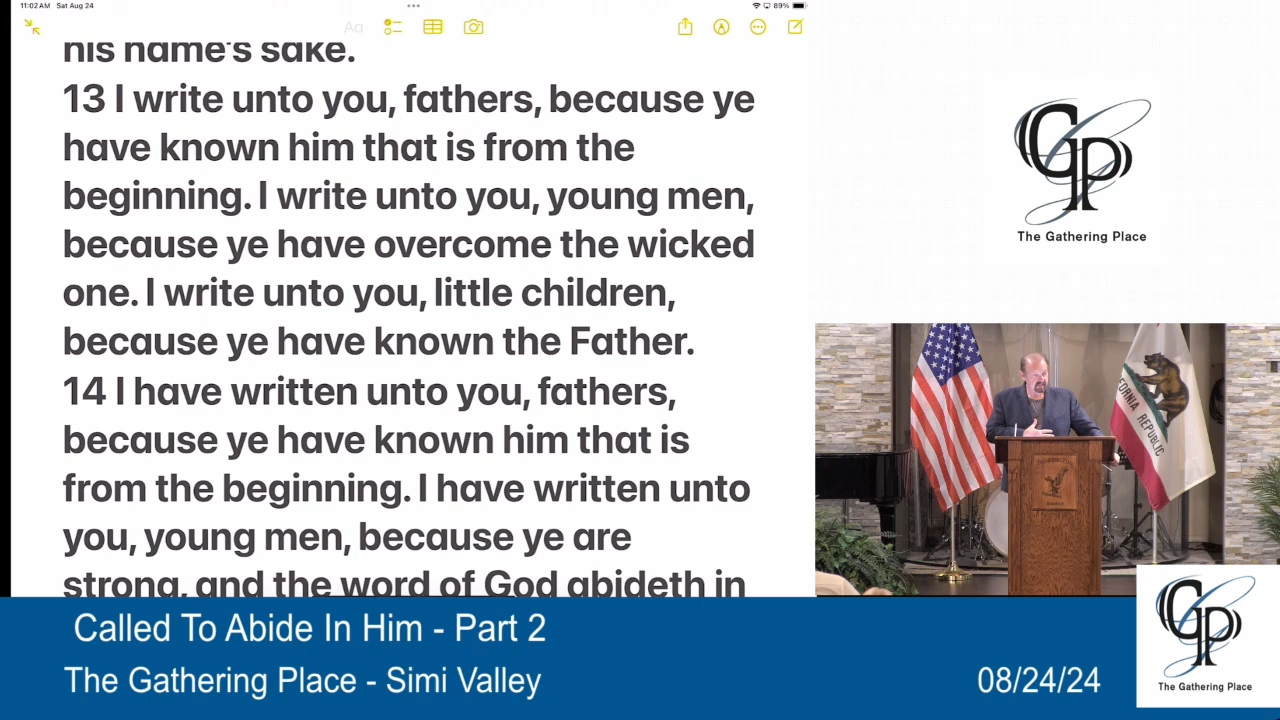 11:02 AM Sat Aug 24
89%
Aa
his name's sake.
13 I write unto you, fathers, because ye
have known him that is from the
beginning. I write unto you, young men,
because ye have overcome the wicked
one. I write unto you, little children,
because ye have known the Father.
14 I have written unto you, fathers,
because ye have known him that is
from the beginning. I have written unto
you, young men, because ye are
strong, and the word of God abideth in
GP
The Gathering Place
CALIFORNIA REPUBLIC
Called To Abide In Him - Part 2
The Gathering Place - Simi Valley
08/24/24
GP
The Gathering Place